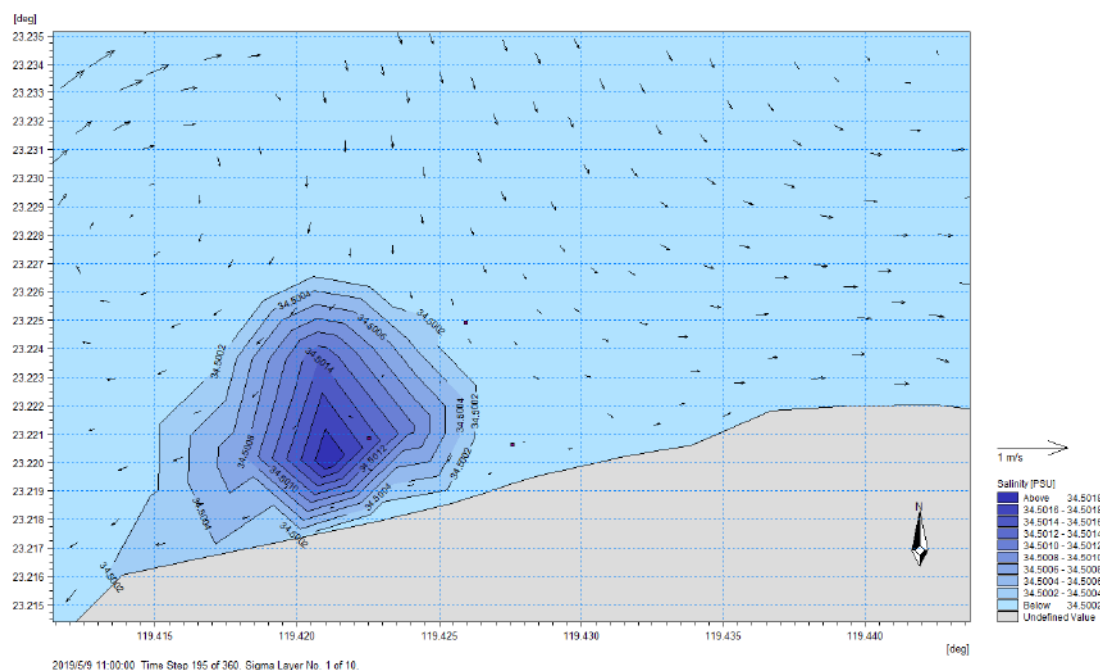 [deg]
23.235
23.234
23.233
23.232
23.231
23.230
23.229
23.228
23.227
23.226
23.225
23.224
23.223
23.222
23.221
23.220
23.219
23.218
23.217
23.216
23.215
34.5004
34.5006
34.5002
34.5002
34.5014
34.5004
34.5002
34.5008
34.5012
34.5002
34.5010
34.5004
34.5004
34.5002
34.5002
119.415
119.420
119.425
119.430
119.435
119.440
[deg]
1 m/s
N
Salinity [PSU]
Above 34.5018
34.5016 - 34.5018
34.5014 - 34.5016
34.5012 - 34.5014
34.5010 - 34.5012
34.5008 - 34.5010
34.5006 - 34.5008
34.5004 - 34.5006
34.5002 - 34.5004
Below 34.5002
Undefined Value
2019/5/9 11:00:00 Time Step 195 of 360. Sigma Layer No. 1 of 10.